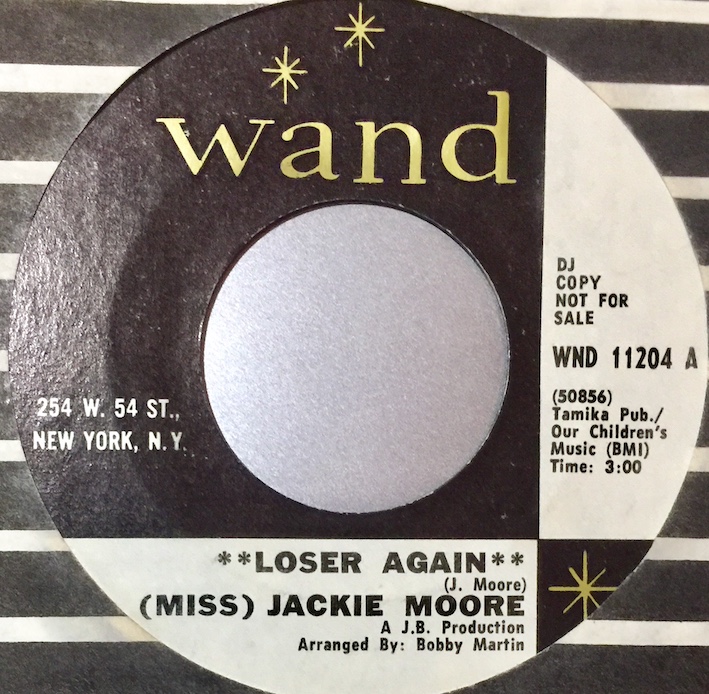 wand
DJ
COPY
NOT FOR
SALE
WND 11204 A
(50856)
Tamika Pub./
Our Children's
Music (BMI)
Time: 3:00
254 W. 54 ST.,
NEW YORK, N.Y.
**LOSER AGAIN**
(J. Moore)
(MISS) JACKIE MOORE
A J.B. Production
Arranged By: Bobby Martin